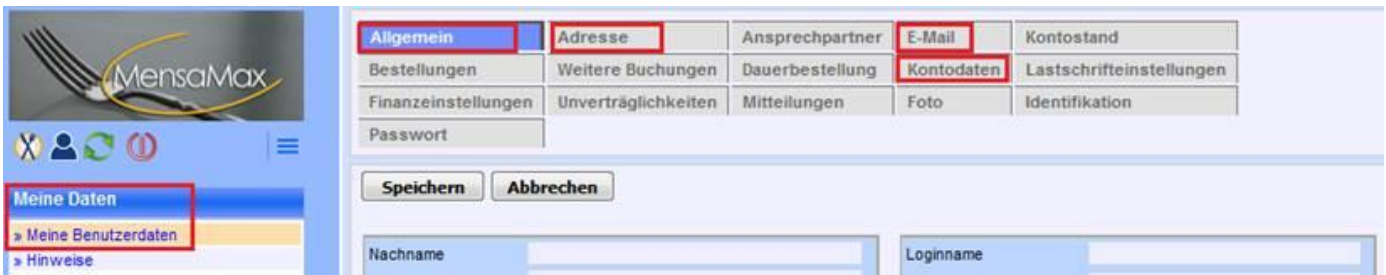 MensaMax
Meine Daten
» Meine Benutzerdaten
» Hinweise
Allgemein Adresse Ansprechpartner E-Mail Kontostand
Bestellungen Weitere Buchungen Dauerbestellung Kontodaten Lastschrifteinstellungen
Finanzeinstellungen Unverträglichkeiten Mitteilungen Foto Identifikation
Passwort
Speichern Abbrechen
Nachname Loginname